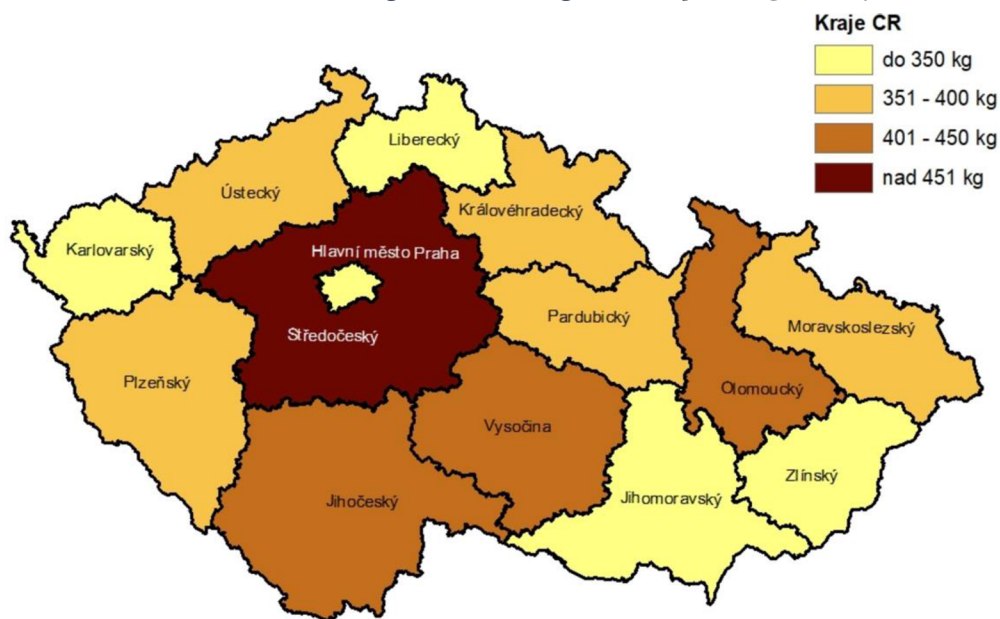 Kraje ČR
do 350 kg
351 - 400 kg
401 - 450 kg
nad 451 kg
Liberecký
Ústecký
Královéhradecký
Karlovarský
Hlavní město Praha
Pardubický
Středočeský
Moravskoslezský
Plzeňský
Olomoucký
Vysočina
Zlínský
Jihočeský
Jihomoravský